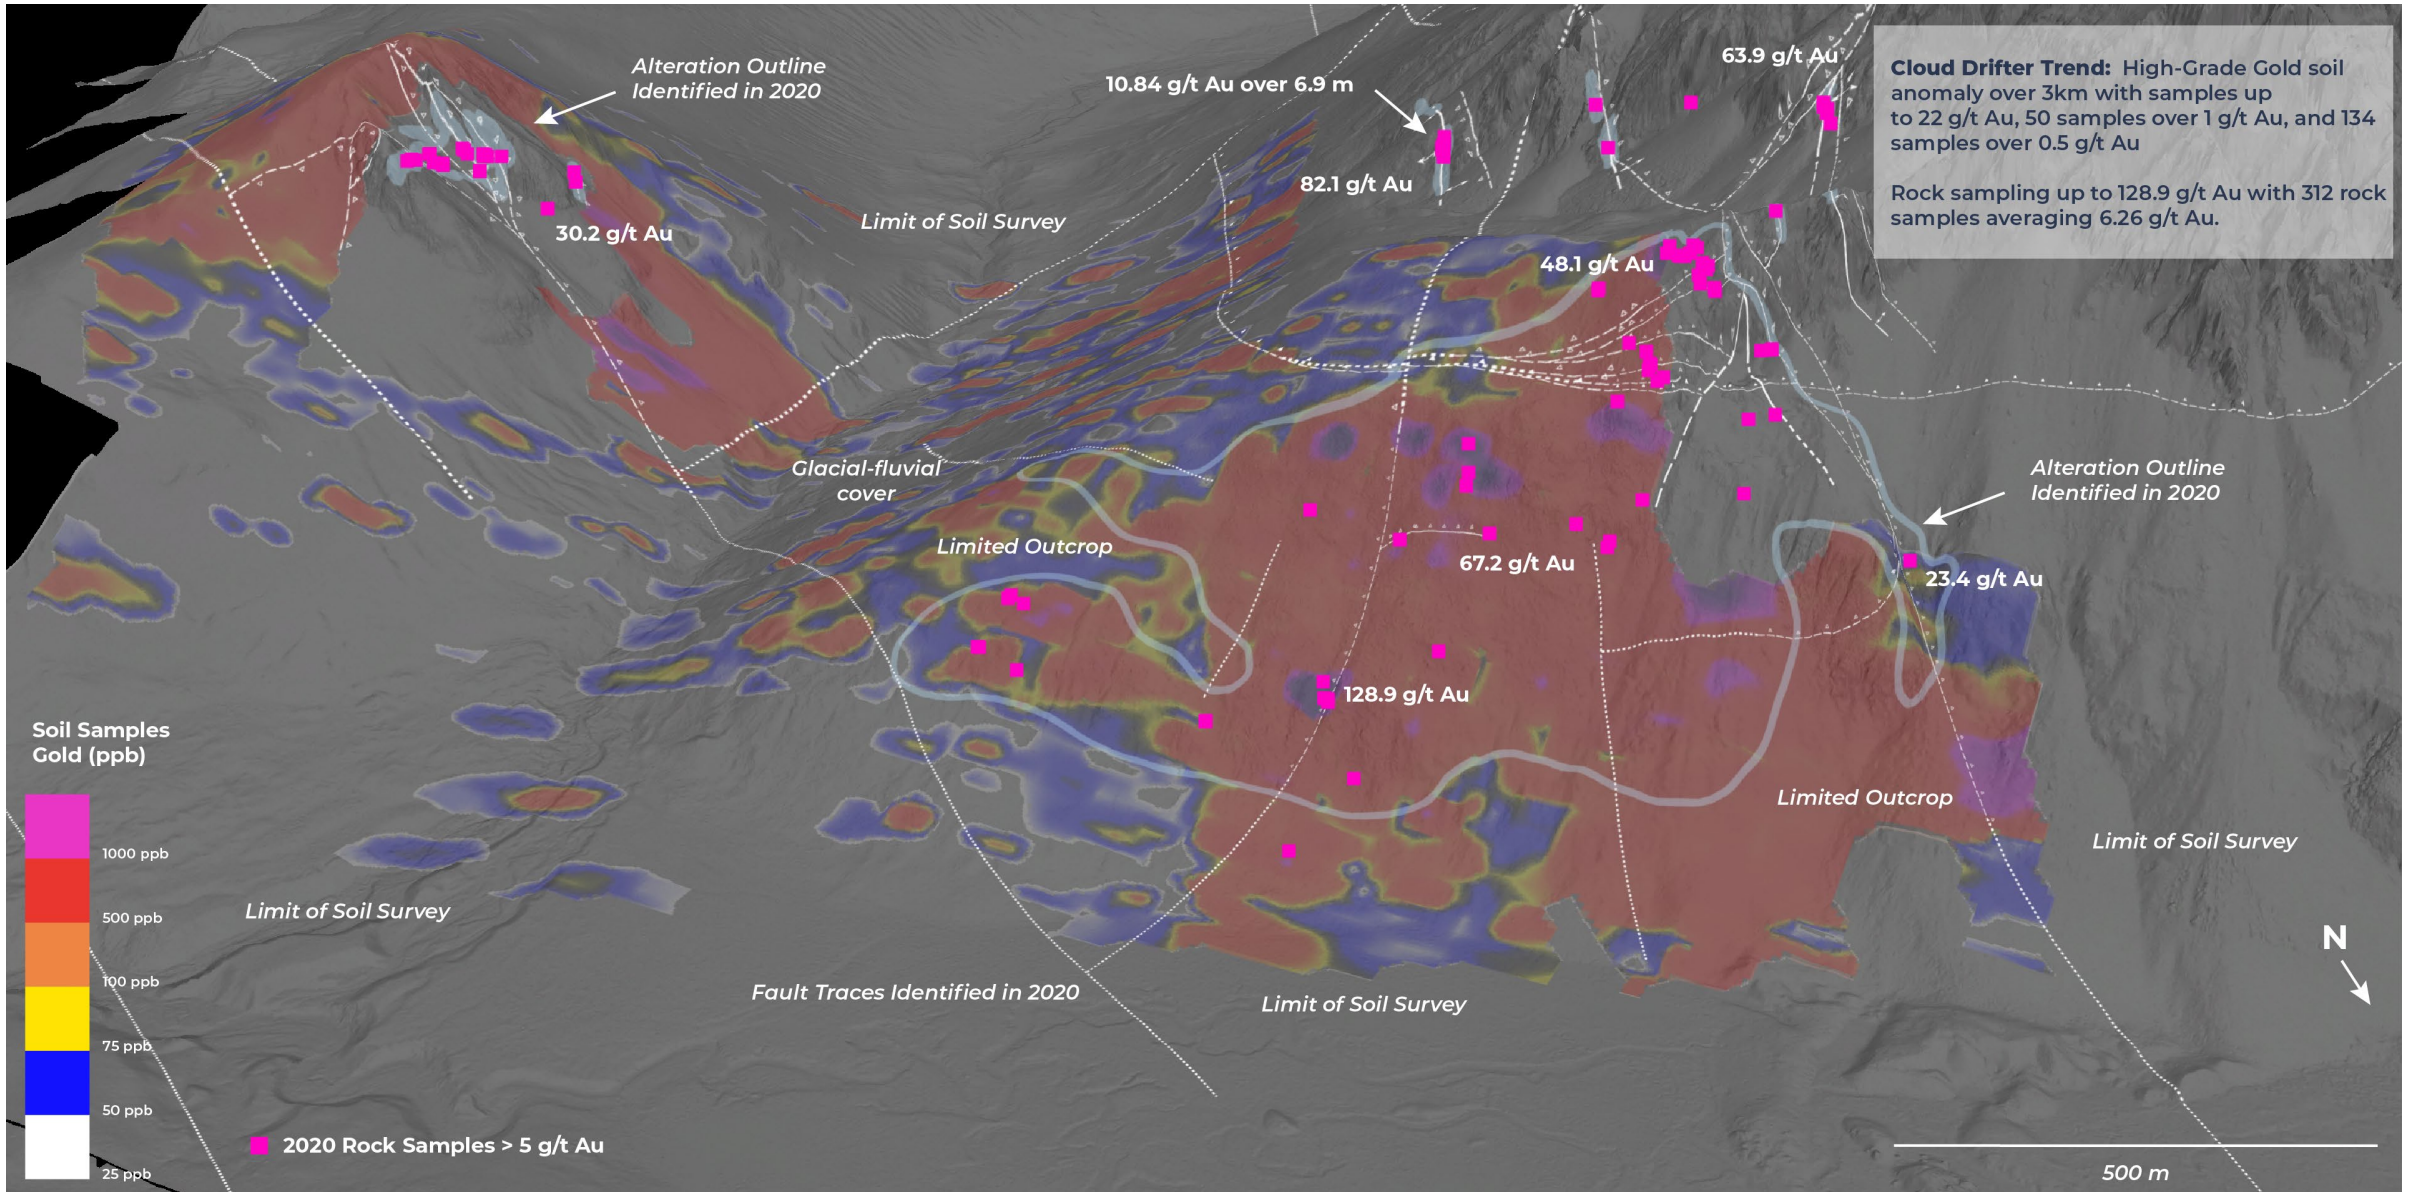 Alteration Outline
Identified in 2020
10.84 g/t Au over 6.9 m
63.9 g/t Au
Cloud Drifter Trend: High-Grade Gold soil
anomaly over 3km with samples up
to 22 g/t Au, 50 samples over 1 g/t Au, and 134
samples over 0.5 g/t Au
Rock sampling up to 128.9 g/t Au with 312 rock
samples averaging 6.26 g/t Au.
82.1 g/t Au
Limit of Soil Survey
30.2 g/t Au
48.1 g/t Au
Glacial-fluvial
cover
Alteration Outline
Identified in 2020
Limited Outcrop
67.2 g/t Au
23.4 g/t Au
128.9 g/t Au
Limited Outcrop
Limit of Soil Survey
Soil Samples
Gold (ppb)
1000 ppb
500 ppb
100 ppb
75 ppb
50 ppb
25 ppb
Limit of Soil Survey
Fault Traces Identified in 2020
Limit of Soil Survey
N
2020 Rock Samples > 5 g/t Au
500 m